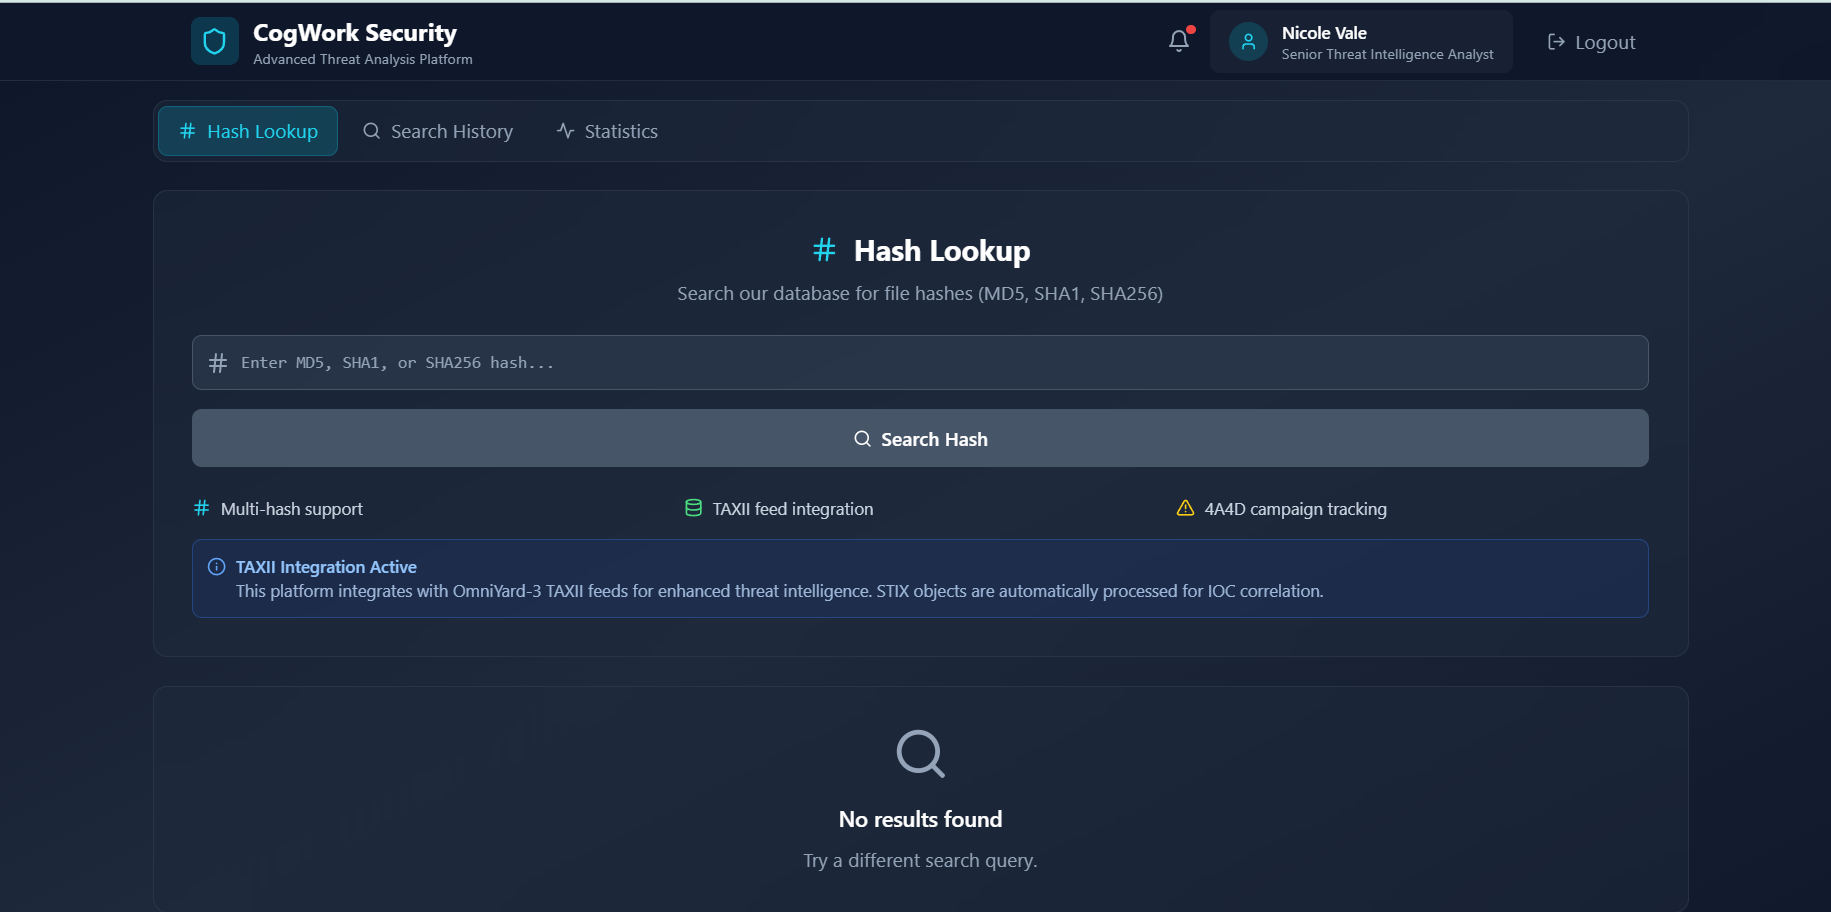 CogWork Security
Advanced Threat Analysis Platform
Nicole Vale
Senior Threat Intelligence Analyst
Logout
Hash Lookup
Search History
Statistics
Hash Lookup
Search our database for file hashes (MD5, SHA1, SHA256)
Enter MD5, SHA1, or SHA256 hash...
Search Hash
Multi-hash support
TAXII feed integration
4A4D campaign tracking
TAXII Integration Active
This platform integrates with OmniYard-3 TAXII feeds for enhanced threat intelligence. STIX objects are automatically processed for IOC correlation.
No results found
Try a different search query.